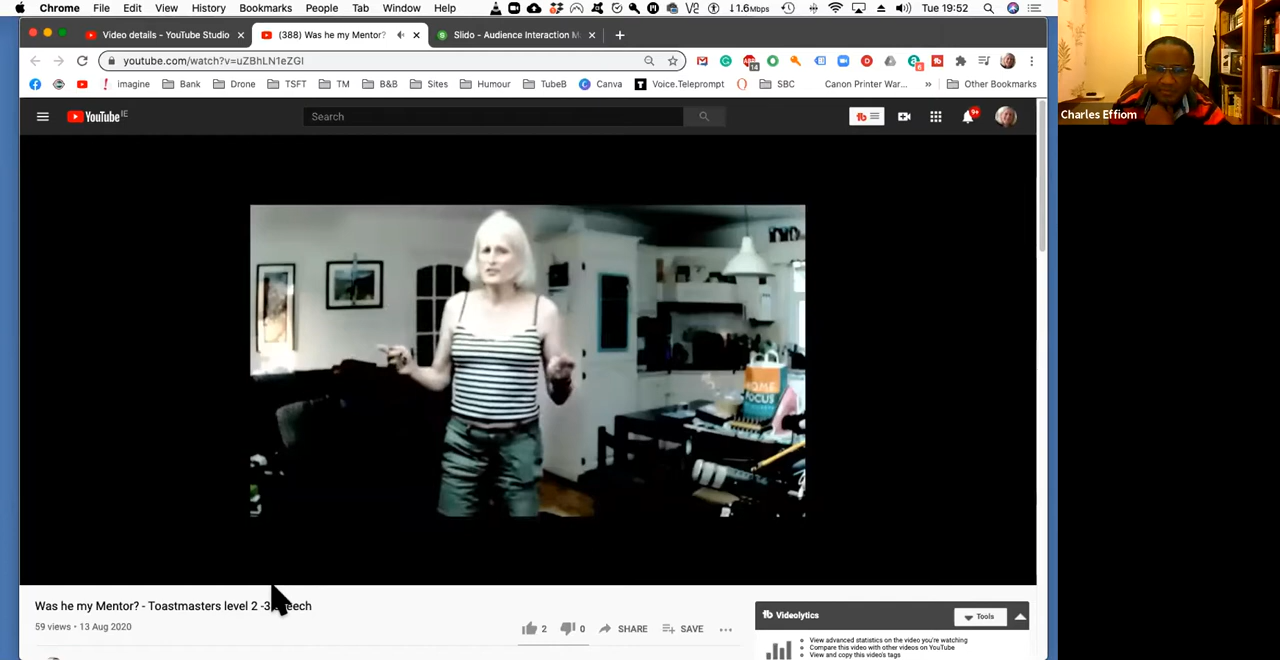 Chrome File Edit View History Bookmarks People Tab Window Help
1.6Mbps Tue 19:52
Video details - YouTube Studio
(388) Was he my Mentor?
Slido - Audience Interaction M
youtube.com/watch?v=uZBhLN1eZGI
imagine Bank Drone TSFT TM B&B Sites Humour TubeB Canva Voice.Teleprompt SBC Canon Printer War... » Other Bookmarks
YouTube IE
Search
9+
HOME
FOCUS
Was he my Mentor? - Toastmasters level 2 -3 eech
59 views • 13 Aug 2020
2 0 SHARE SAVE
Videolytics
Tools
View advanced statistics on the video you're watching
Compare this video with other videos on YouTube
View and copy this video's tags
Charles Effiom